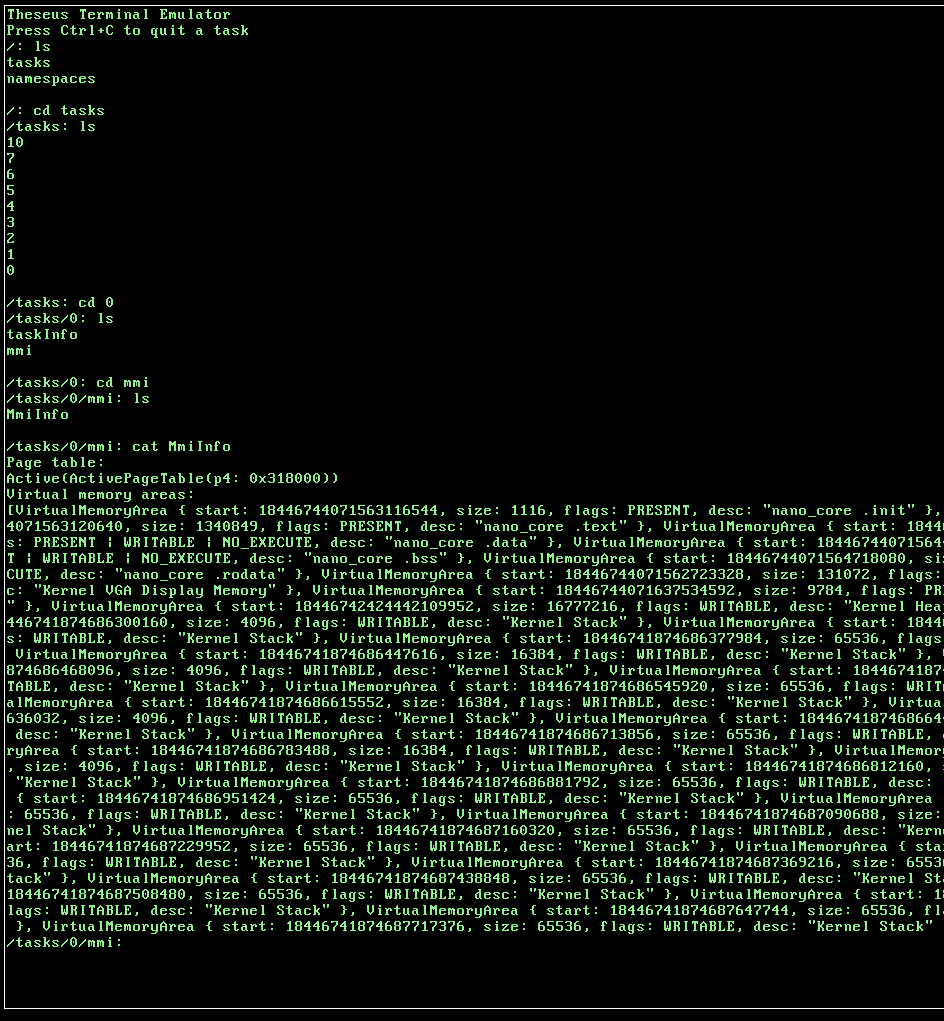 Theseus Terminal Emulator
Press Ctrl+C to quit a task
/: ls
tasks
namespaces
/: cd tasks
/tasks: ls
10
7
6
5
4
3
2
1
0
/tasks: cd 0
/tasks/0: ls
taskInfo
mmi
/tasks/0: cd mmi
/tasks/0/mmi: ls
MmiInfo
/tasks/0/mmi: cat MmiInfo
Page table:
Active(ActivePageTable(p4: 0x318000))
Virtual memory areas:
[VirtualMemoryArea { start: 18446744071563116544, size: 1116, flags: PRESENT, desc: "nano_core .init" },
4071563120640, size: 1340849, flags: PRESENT, desc: "nano_core .text" }, VirtualMemoryArea { start: 1844
s: PRESENT | WRITABLE | NO_EXECUTE, desc: "nano_core .data" }, VirtualMemoryArea { start: 1844674407156
T | WRITABLE | NO_EXECUTE, desc: "nano_core .bss" }, VirtualMemoryArea { start: 18446744071564718080, si
CUTE, desc: "nano_core .rodata" }, VirtualMemoryArea { start: 18446744071562723328, size: 131072, flags:
c: "Kernel VGA Display Memory" }, VirtualMemoryArea { start: 18446744071637534592, size: 9784, flags: PR
" }, VirtualMemoryArea { start: 18446742424442109952, size: 16777216, flags: WRITABLE, desc: "Kernel Hea
446741874686300160, size: 4096, flags: WRITABLE, desc: "Kernel Stack" }, VirtualMemoryArea { start: 1844
s: WRITABLE, desc: "Kernel Stack" }, VirtualMemoryArea { start: 18446741874686377984, size: 65536, flags
VirtualMemoryArea { start: 18446741874686447616, size: 16384, flags: WRITABLE, desc: "Kernel Stack" },
874686468096, size: 4096, flags: WRITABLE, desc: "Kernel Stack" }, VirtualMemoryArea { start: 1844674187
TABLE, desc: "Kernel Stack" }, VirtualMemoryArea { start: 18446741874686545920, size: 65536, flags: WRIT
alMemoryArea { start: 18446741874686615552, size: 16384, flags: WRITABLE, desc: "Kernel Stack" }, Virtua
636032, size: 4096, flags: WRITABLE, desc: "Kernel Stack" }, VirtualMemoryArea { start: 1844674187468664
desc: "Kernel Stack" }, VirtualMemoryArea { start: 18446741874686713856, size: 65536, flags: WRITABLE,
ryArea { start: 18446741874686783488, size: 16384, flags: WRITABLE, desc: "Kernel Stack" }, VirtualMemor
, size: 4096, flags: WRITABLE, desc: "Kernel Stack" }, VirtualMemoryArea { start: 18446741874686812160,
"Kernel Stack" }, VirtualMemoryArea { start: 18446741874686881792, size: 65536, flags: WRITABLE, desc:
{ start: 18446741874686951424, size: 65536, flags: WRITABLE, desc: "Kernel Stack" }, VirtualMemoryArea
: 65536, flags: WRITABLE, desc: "Kernel Stack" }, VirtualMemoryArea { start: 18446741874687090688, size:
nel Stack" }, VirtualMemoryArea { start: 18446741874687160320, size: 65536, flags: WRITABLE, desc: "Kern
art: 18446741874687229952, size: 65536, flags: WRITABLE, desc: "Kernel Stack" }, VirtualMemoryArea { sta
36, flags: WRITABLE, desc: "Kernel Stack" }, VirtualMemoryArea { start: 18446741874687369216, size: 6553
tack" }, VirtualMemoryArea { start: 18446741874687438848, size: 65536, flags: WRITABLE, desc: "Kernel St
18446741874687508480, size: 65536, flags: WRITABLE, desc: "Kernel Stack" }, VirtualMemoryArea { start: 1
lags: WRITABLE, desc: "Kernel Stack" }, VirtualMemoryArea { start: 18446741874687647744, size: 65536, fl
}, VirtualMemoryArea { start: 18446741874687717376, size: 65536, flags: WRITABLE, desc: "Kernel Stack"
/tasks/0/mmi: